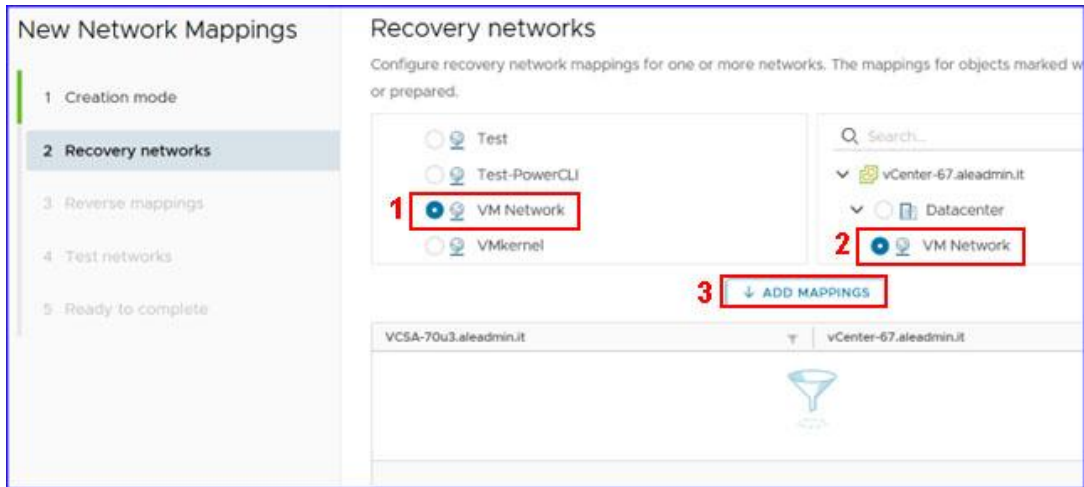 New Network Mappings
1 Creation mode
2 Recovery networks
3 Reverse mappings
4 Test networks
5 Ready to complete
Recovery networks
Configure recovery network mappings for one or more networks. The mappings for objects marked w
or prepared.
Test
Test-PowerCLI
1 VM Network
VMkernel
Search...
vCenter-67.aleadmin.it
Datacenter
2 VM Network
3 ↓ ADD MAPPINGS
VCSA-70u3.aleadmin.it
vCenter-67.aleadmin.it